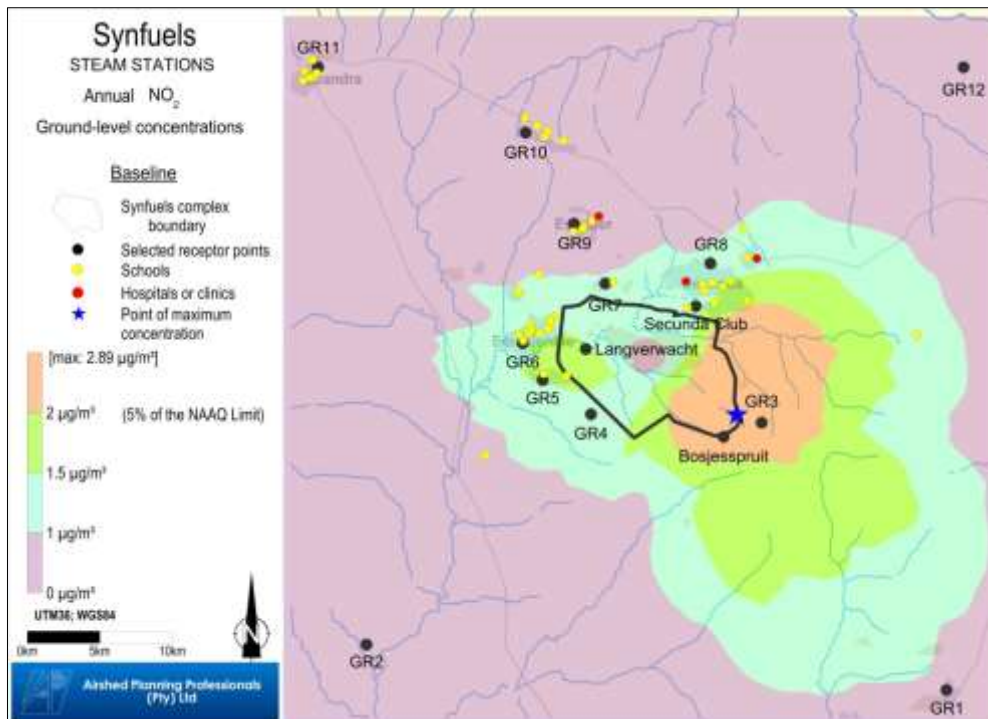 Synfuels
STEAM STATIONS
Annual NO₂
Ground-level concentrations
Baseline
Synfuels complex
boundary
Selected receptor points
Schools
Hospitals or clinics
Point of maximum
concentration
[max: 2.89 µg/m³]
2 µg/m³ (5% of the NAAQ Limit)
1.5 µg/m³
1 µg/m³
0 µg/m³
UTM36; WGS84
0km 5km 10km
N
Airshed Planning Professionals
(Pty) Ltd
GR11
GR12
GR10
GR9
GR8
GR7
Secunda Club
Langverwacht
GR6
GR5
GR4
GR3
Bosjesspruit
GR2
GR1